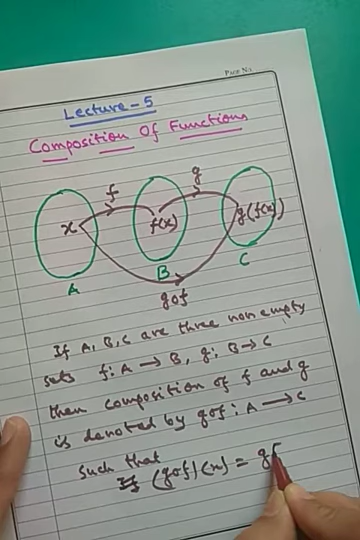 PAGE NO.
Lecture - 5
Composition Of Functions
f g
x f(x) g(f(x))
A B C
gof
If A, B, C are three non empty
sets f: A → B, g: B → C
then composition of f and g
is denoted by gof : A → C
such that
(gof) (x) = g(